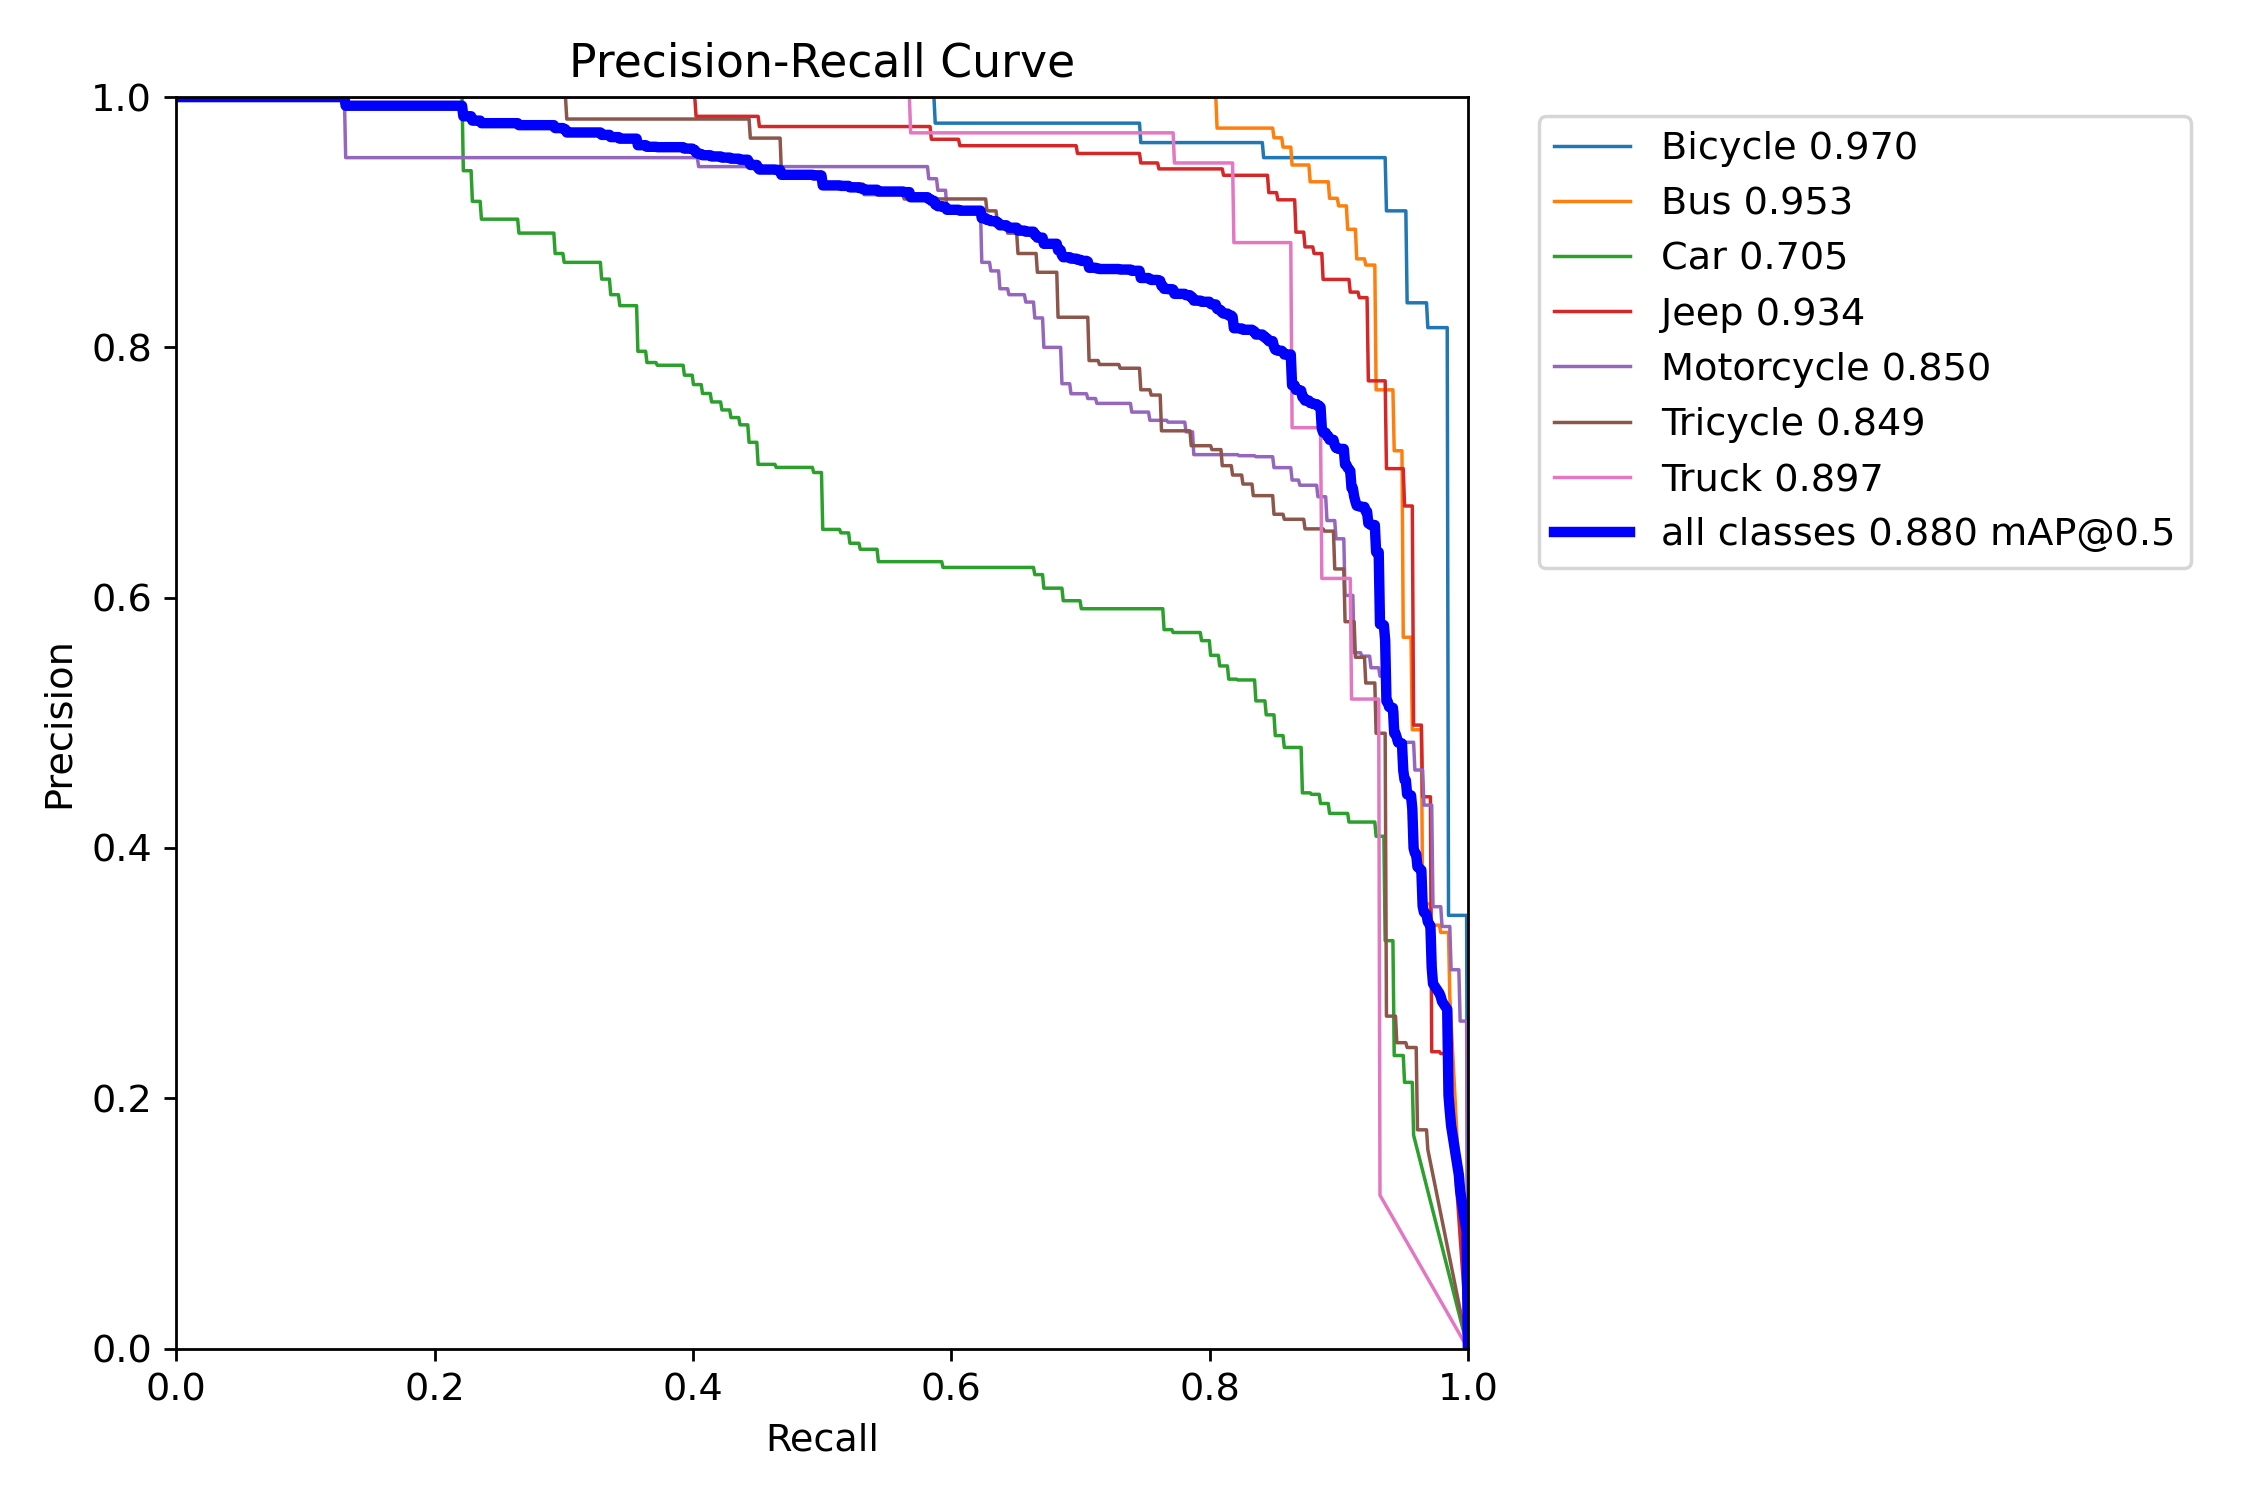 Precision-Recall Curve
1.0
0.8
0.6
0.4
0.2
0.0
Precision
0.0 0.2 0.4 0.6 0.8 1.0
Recall
Bicycle 0.970
Bus 0.953
Car 0.705
Jeep 0.934
Motorcycle 0.850
Tricycle 0.849
Truck 0.897
all classes 0.880 mAP@0.5